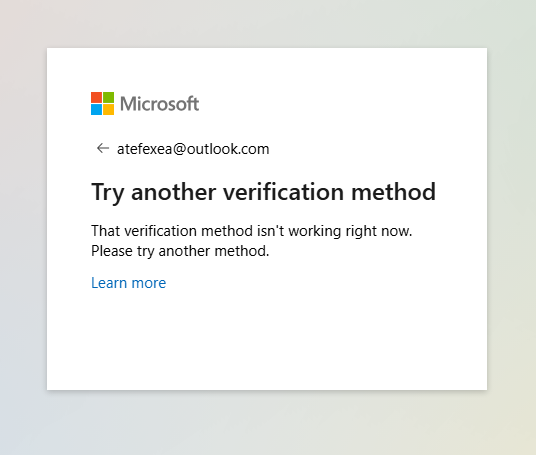 Microsoft
← atefexea@outlook.com
Try another verification method
That verification method isn't working right now.
Please try another method.
Learn more